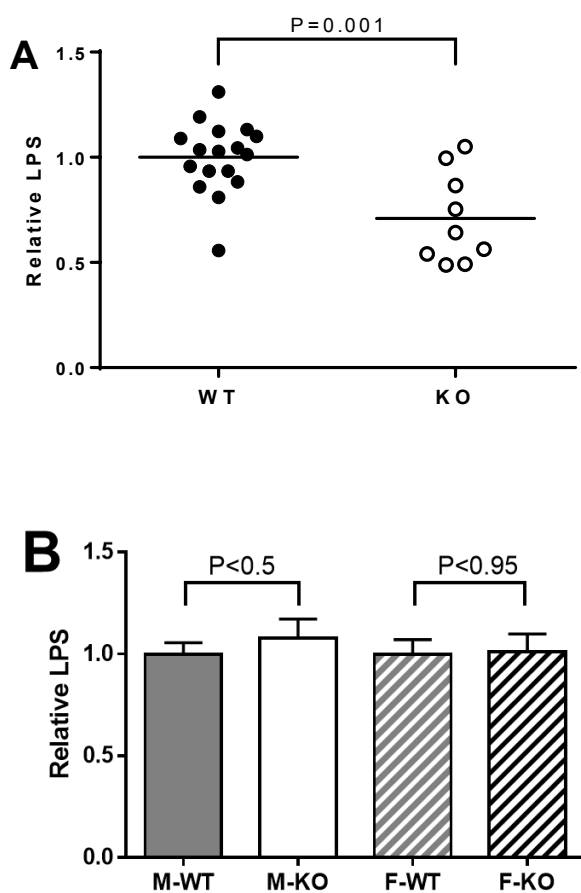 A
P=0.001
Relative LPS
1.5
1.0
0.5
0.0
WT
KO
B
P<0.5
P<0.95
Relative LPS
1.5
1.0
0.5
0.0
M-WT
M-KO
F-WT
F-KO